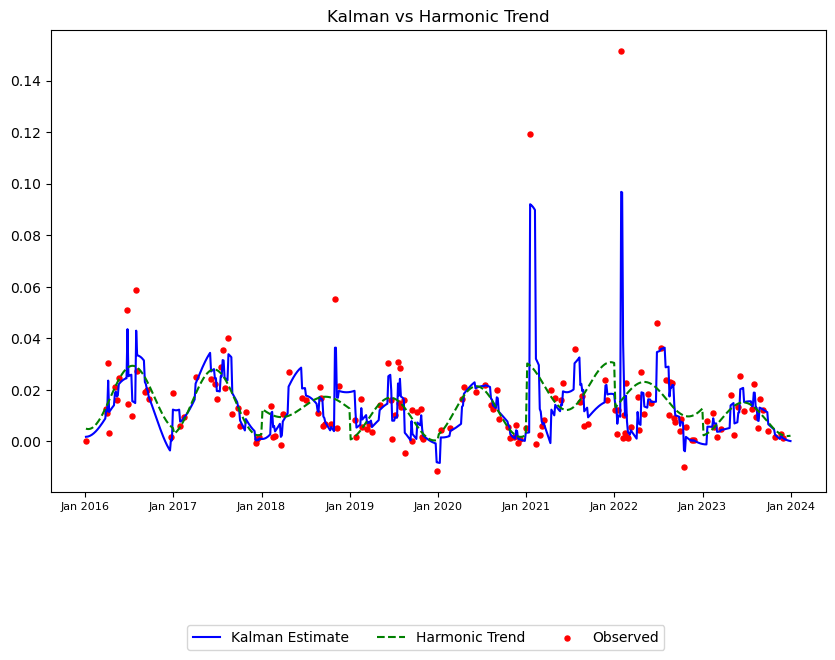 Kalman vs Harmonic Trend
0.14
0.12
0.10
0.08
0.06
0.04
0.02
0.00
Jan 2016 Jan 2017 Jan 2018 Jan 2019 Jan 2020 Jan 2021 Jan 2022 Jan 2023 Jan 2024
Kalman Estimate Harmonic Trend Observed